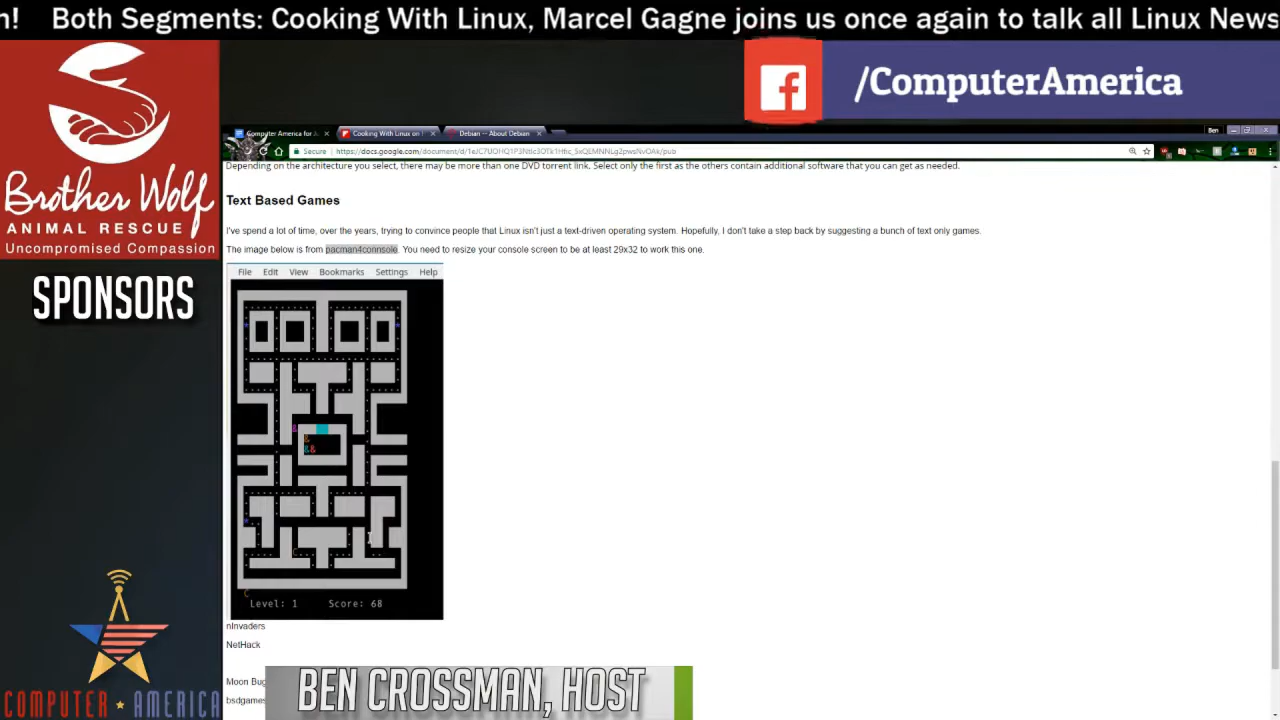 n! Both Segments: Cooking With Linux, Marcel Gagne joins us once again to talk all Linux News
/ComputerAmerica
Brother Wolf
ANIMAL RESCUE
Uncompromised Compassion
SPONSORS
COMPUTER AMERICA
Computer America for J
Cooking With Linux on
Debian -- About Debian
Ben
Secure
Depending on the architecture you select, there may be more than one DVD torrent link. Select only the first as the others contain additional software that you can get as needed.
Text Based Games
I've spend a lot of time, over the years, trying to convince people that Linux isn't just a text-driven operating system. Hopefully, I don't take a step back by suggesting a bunch of text only games.
The image below is from pacman4connsole. You need to resize your console screen to be at least 29x32 to work this one.
File Edit View Bookmarks Settings Help
Level: 1 Score: 68
nInvaders
NetHack
Moon Bug
bsdgames
BEN CROSSMAN, HOST